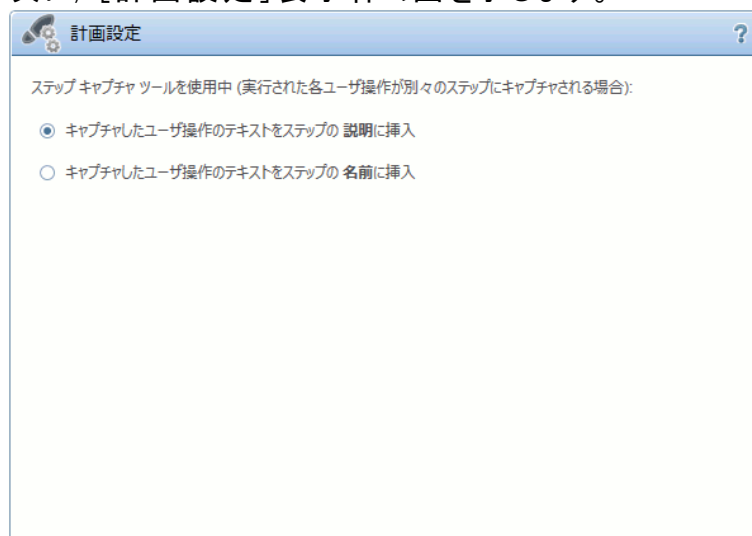 計画設定
?
ステップ キャプチャ ツールを使用中 (実行された各ユーザ操作が別々のステップにキャプチャされる場合):
キャプチャしたユーザ操作のテキストをステップの 説明に挿入
キャプチャしたユーザ操作のテキストをステップの 名前に挿入